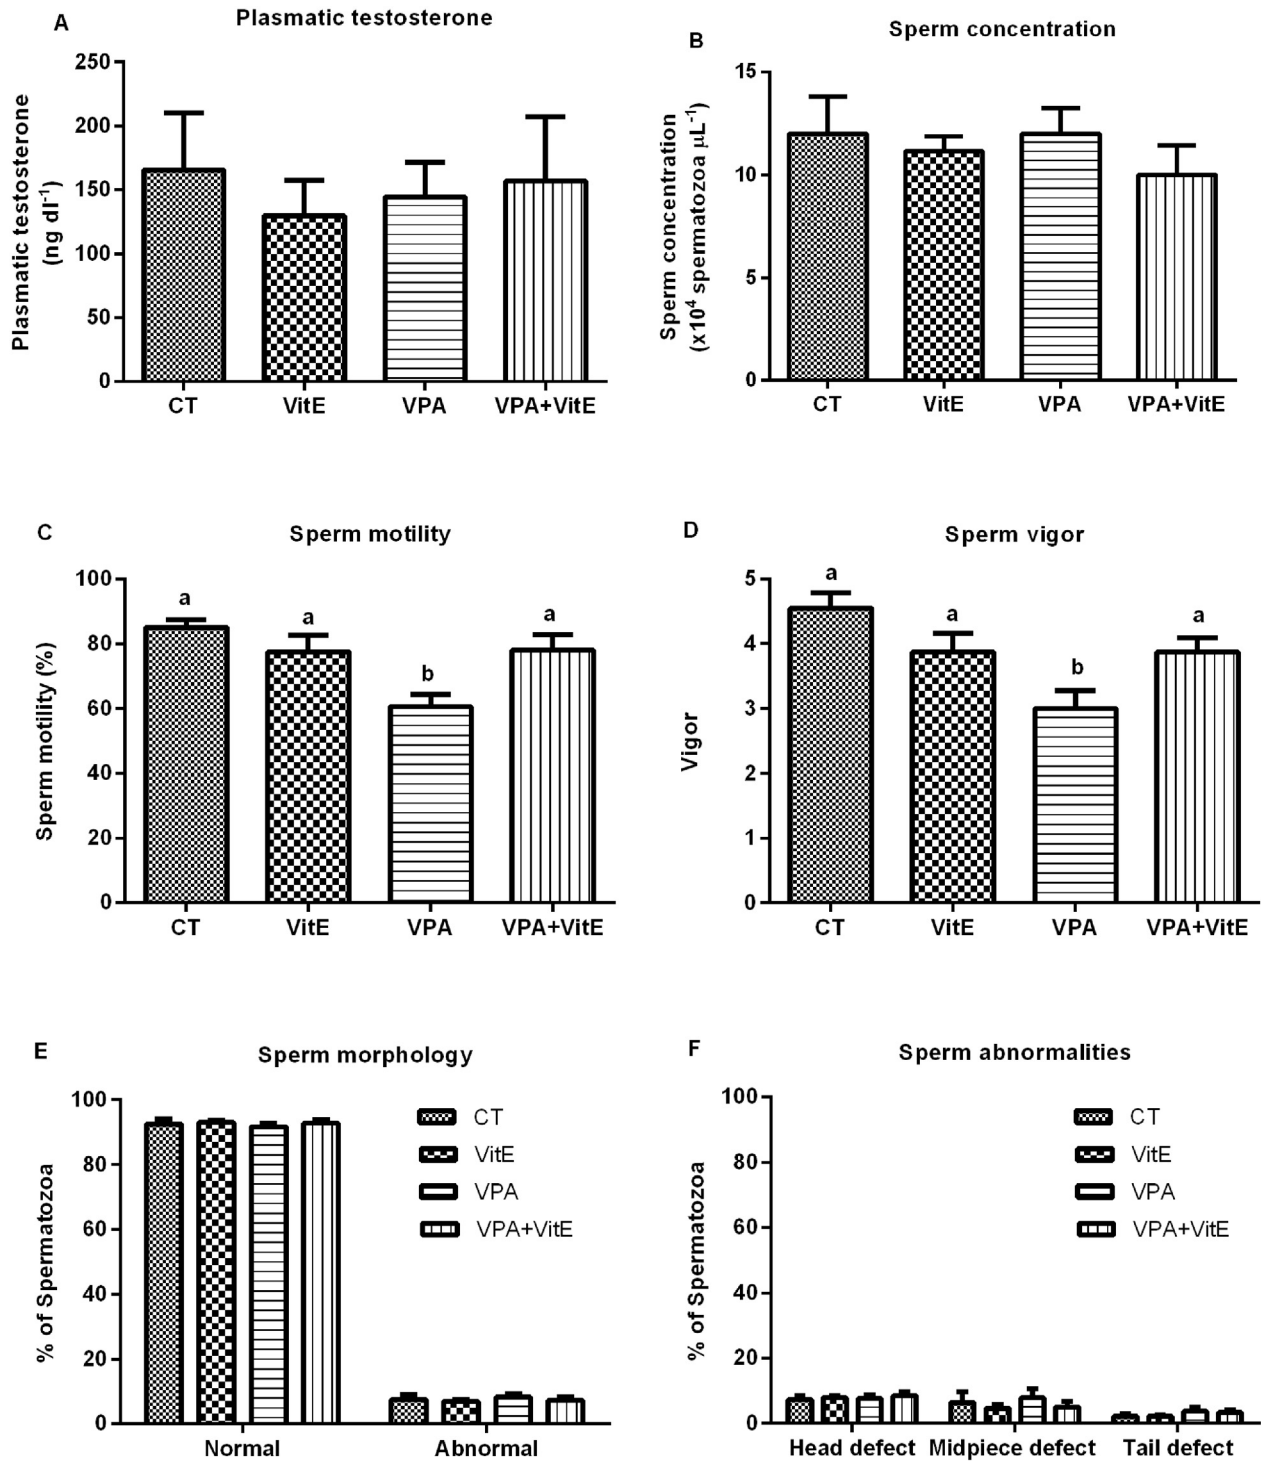 A
Plasmatic testosterone
Plasmatic testosterone
(ng dl⁻¹)
250
200
150
100
50
0
CT VitE VPA VPA+VitE
B
Sperm concentration
Sperm concentration
(x10⁴ spermatozoa µL⁻¹)
15
10
5
0
CT VitE VPA VPA+VitE
C
Sperm motility
Sperm motility (%)
100
80
60
40
20
0
a a b a
CT VitE VPA VPA+VitE
D
Sperm vigor
Vigor
5
4
3
2
1
0
a a b a
CT VitE VPA VPA+VitE
E
Sperm morphology
% of Spermatozoa
100
80
60
40
20
0
CT
VitE
VPA
VPA+VitE
Normal Abnormal
F
Sperm abnormalities
% of Spermatozoa
100
80
60
40
20
0
CT
VitE
VPA
VPA+VitE
Head defect Midpiece defect Tail defect